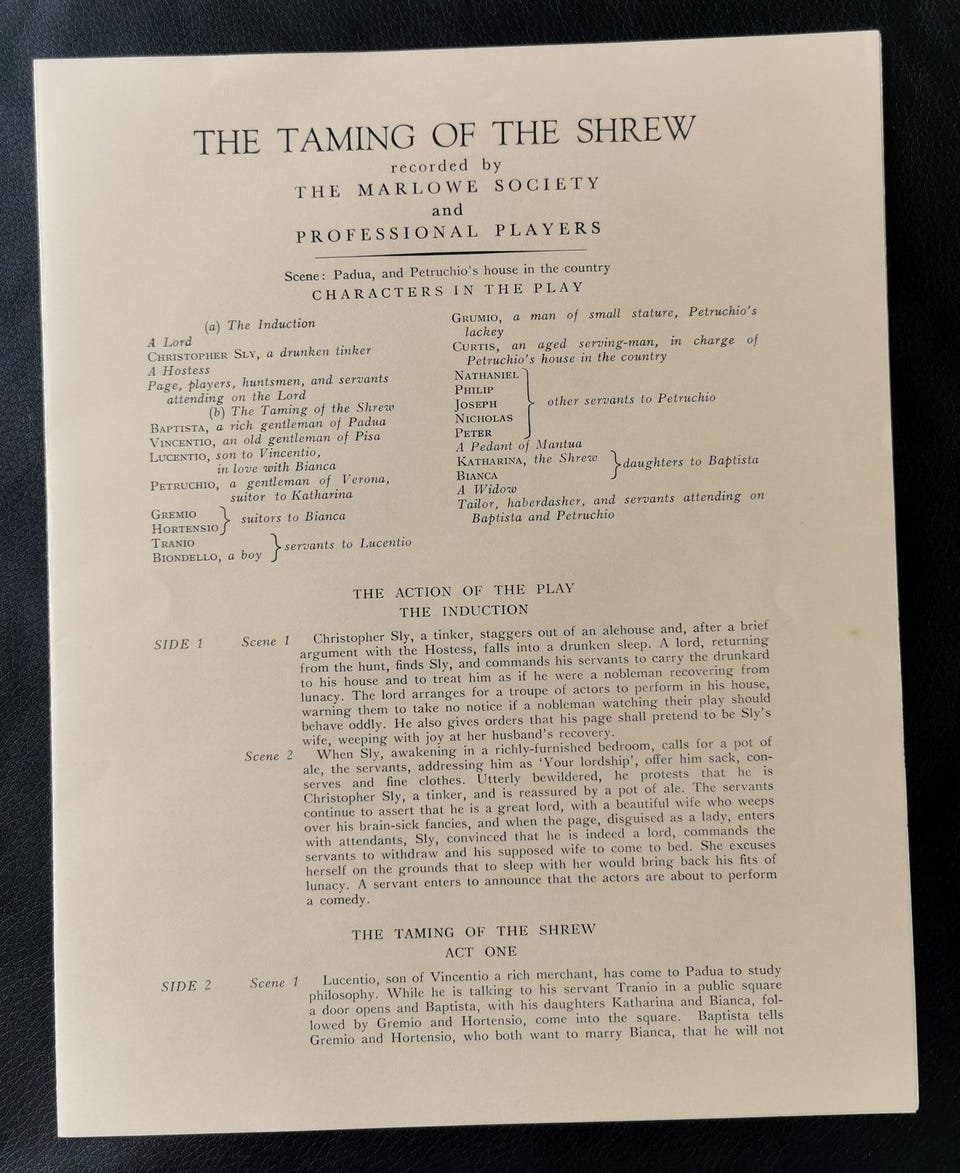 THE TAMING OF THE SHREW
recorded by
THE MARLOWE SOCIETY
and
PROFESSIONAL PLAYERS
Scene: Padua, and Petruchio's house in the country
CHARACTERS IN THE PLAY
(a) The Induction
A Lord
CHRISTOPHER SLY, a drunken tinker
A Hostess
Page, players, huntsmen, and servants
attending on the Lord
(b) The Taming of the Shrew
BAPTISTA, a rich gentleman of Padua
VINCENTIO, an old gentleman of Pisa
LUCENTIO, son to Vincentio,
in love with Bianca
PETRUCHIO, a gentleman of Verona,
suitor to Katharina
GREMIO
HORTENSIO } suitors to Bianca
TRANIO
BIONDELLO, a boy } servants to Lucentio
GRUMIO, a man of small stature, Petruchio's
lackey
CURTIS, an aged serving-man, in charge of
Petruchio's house in the country
NATHANIEL
PHILIP
JOSEPH } other servants to Petruchio
NICHOLAS
PETER
A Pedant of Mantua
KATHARINA, the Shrew } daughters to Baptista
BIANCA
A Widow
Tailor, haberdasher, and servants attending on
Baptista and Petruchio
THE ACTION OF THE PLAY
THE INDUCTION
SIDE 1 Scene 1 Christopher Sly, a tinker, staggers out of an alehouse and, after a brief
argument with the Hostess, falls into a drunken sleep. A lord, returning
from the hunt, finds Sly, and commands his servants to carry the drunkard
to his house and to treat him as if he were a nobleman recovering from
lunacy. The lord arranges for a troupe of actors to perform in his house,
warning them to take no notice if a nobleman watching their play should
behave oddly. He also gives orders that his page shall pretend to be Sly's
wife, weeping with joy at her husband's recovery.
Scene 2 When Sly, awakening in a richly-furnished bedroom, calls for a pot of
ale, the servants, addressing him as 'Your lordship', offer him sack, con-
serves and fine clothes. Utterly bewildered, he protests that he is
Christopher Sly, a tinker, and is reassured by a pot of ale. The servants
continue to assert that he is a great lord, with a beautiful wife who weeps
over his brain-sick fancies, and when the page, disguised as a lady, enters
with attendants, Sly, convinced that he is indeed a lord, commands the
servants to withdraw and his supposed wife to come to bed. She excuses
herself on the grounds that to sleep with her would bring back his fits of
lunacy. A servant enters to announce that the actors are about to perform
a comedy.
THE TAMING OF THE SHREW
ACT ONE
SIDE 2 Scene 1 Lucentio, son of Vincentio a rich merchant, has come to Padua to study
philosophy. While he is talking to his servant Tranio in a public square
a door opens and Baptista, with his daughters Katharina and Bianca, fol-
lowed by Gremio and Hortensio, come into the square. Baptista tells
Gremio and Hortensio, who both want to marry Bianca, that he will not